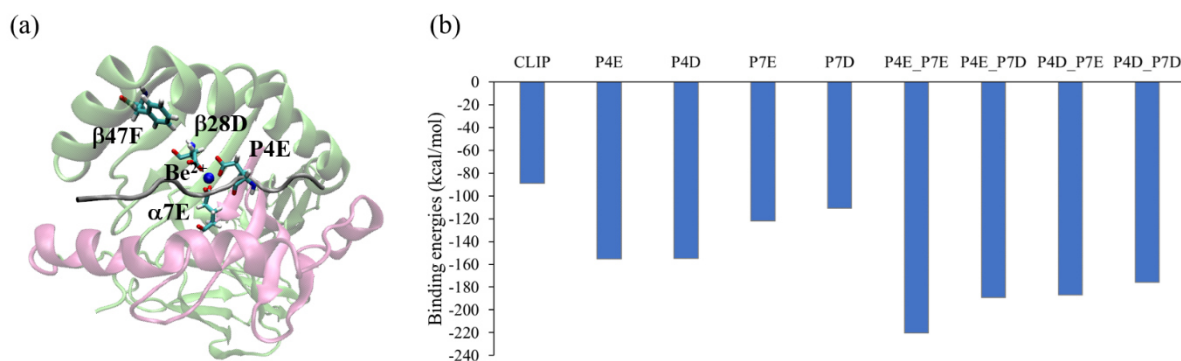 (a)
β47F
β28D
P4E
Be2+
α7E
(b)
CLIP P4E P4D P7E P7D P4E_P7E P4E_P7D P4D_P7E P4D_P7D
Binding energies (kcal/mol)
0
-20
-40
-60
-80
-100
-120
-140
-160
-180
-200
-220
-240